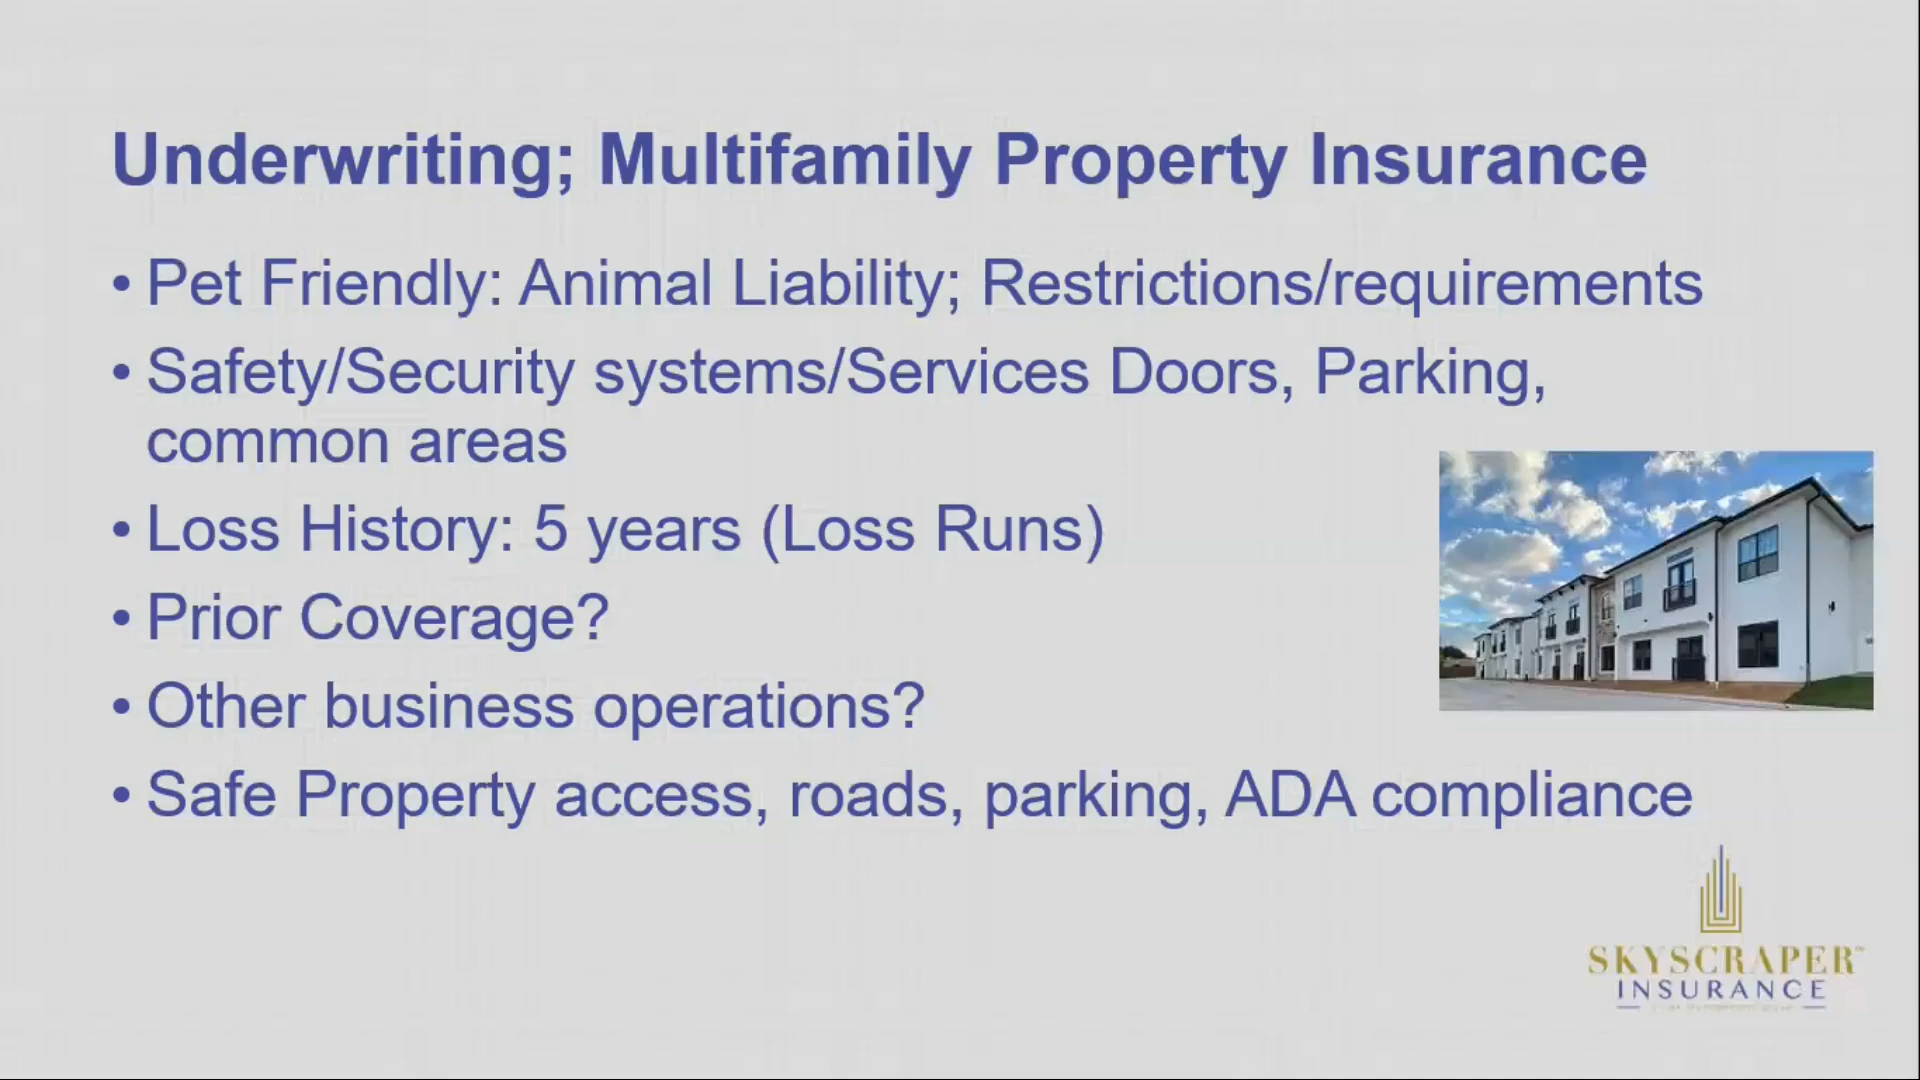 Underwriting; Multifamily Property Insurance
• Pet Friendly: Animal Liability; Restrictions/requirements
• Safety/Security systems/Services Doors, Parking,
common areas
• Loss History: 5 years (Loss Runs)
• Prior Coverage?
• Other business operations?
• Safe Property access, roads, parking, ADA compliance
SKYSCRAPER™
INSURANCE